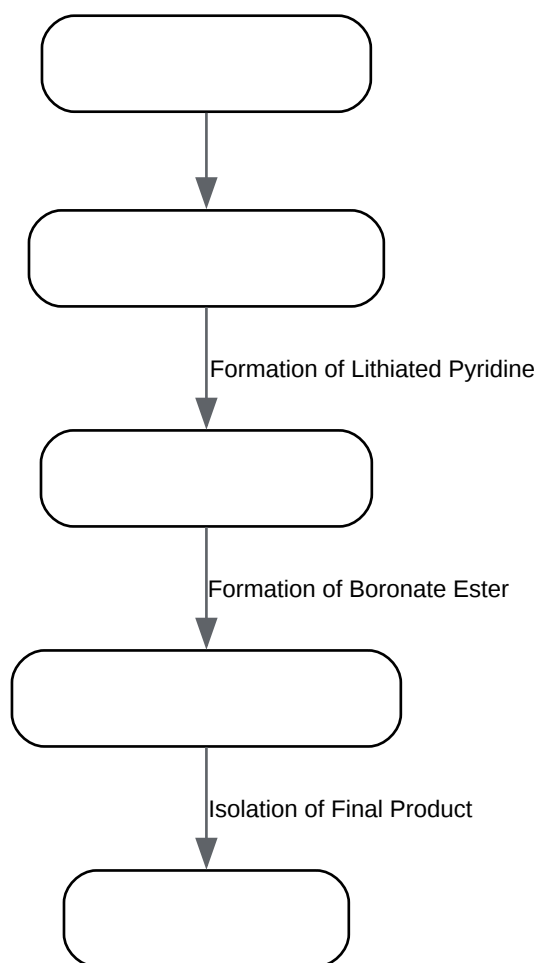 Formation of Lithiated Pyridine
Formation of Boronate Ester
Isolation of Final Product